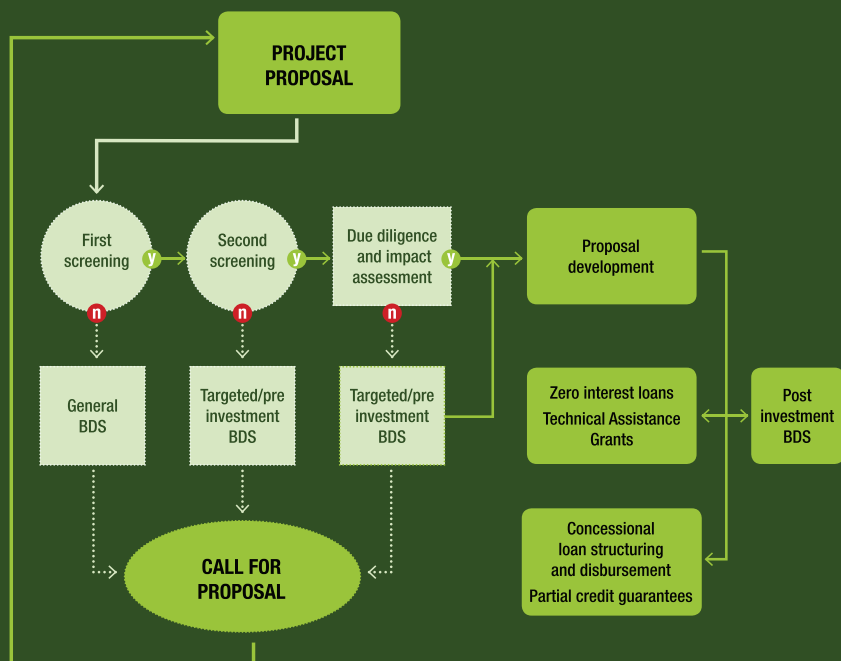 PROJECT
PROPOSAL
First
screening
y
Second
screening
y
Due diligence
and impact
assessment
y
Proposal
development
n
n
n
General
BDS
Targeted/pre
investment
BDS
Targeted/pre
investment
BDS
Zero interest loans
Technical Assistance
Grants
Post
investment
BDS
CALL FOR
PROPOSAL
Concessional
loan structuring
and disbursement
Partial credit guarantees